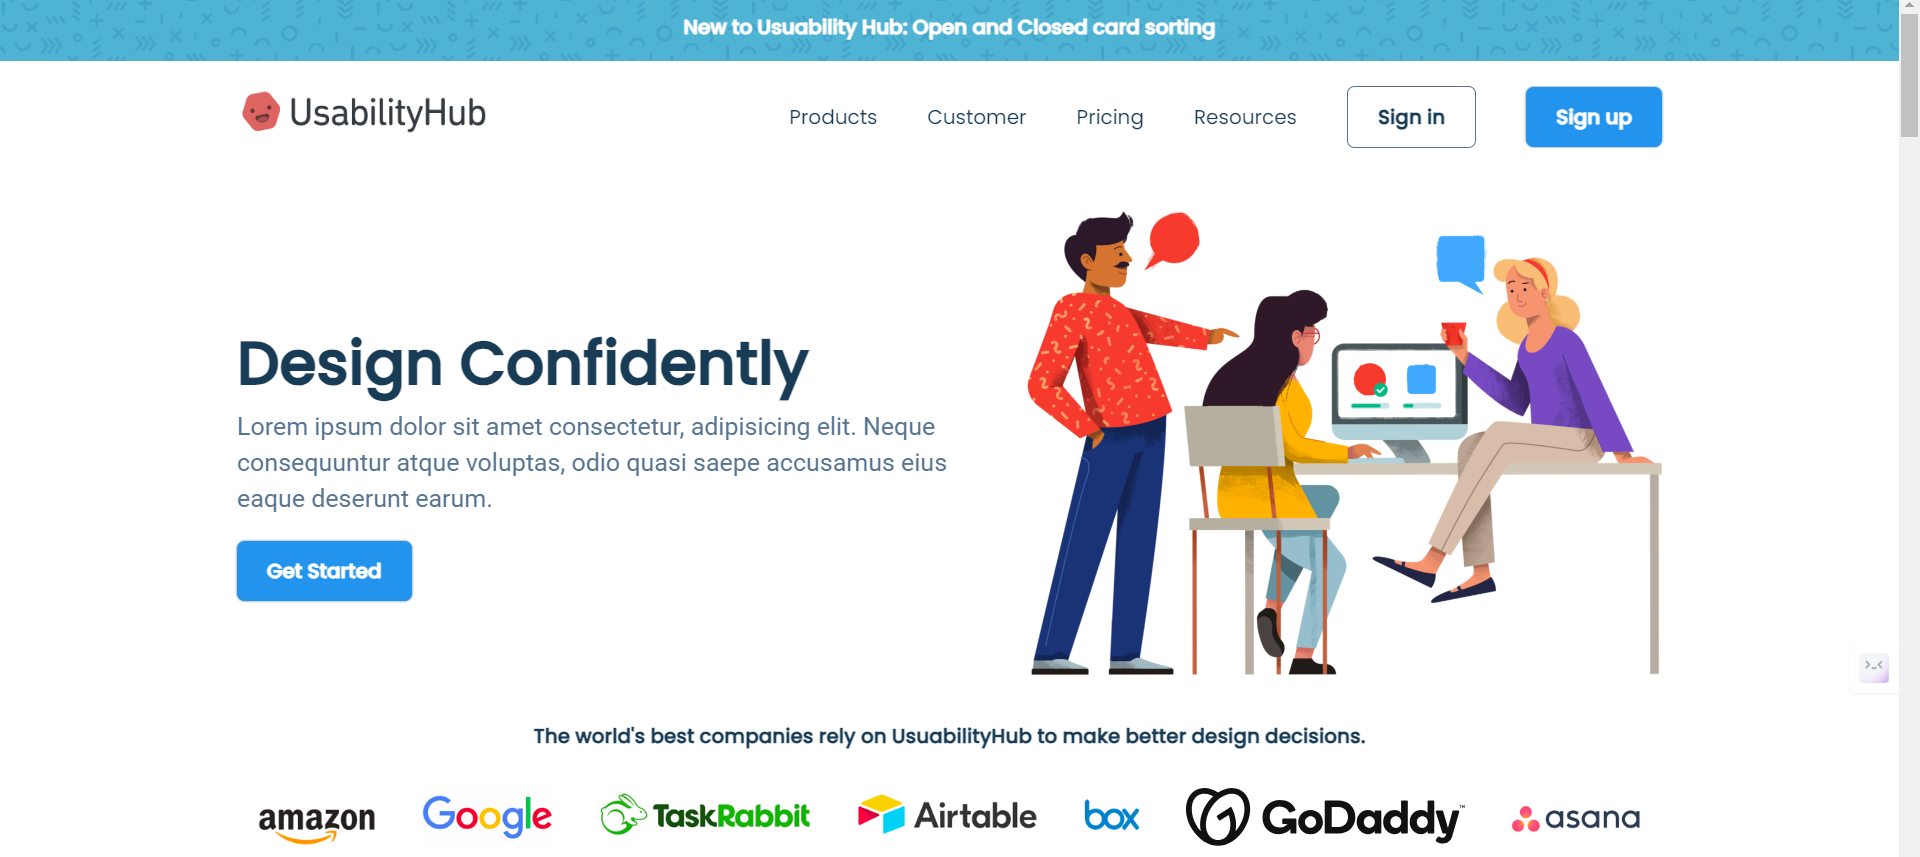 New to Usuability Hub: Open and Closed card sorting
UsabilityHub
Products Customer Pricing Resources Sign in Sign up
Design Confidently
Lorem ipsum dolor sit amet consectetur, adipisicing elit. Neque
consequuntur atque voluptas, odio quasi saepe accusamus eius
eaque deserunt earum.
Get Started
The world's best companies rely on UsuabilityHub to make better design decisions.
amazon Google TaskRabbit Airtable box GoDaddy™ asana